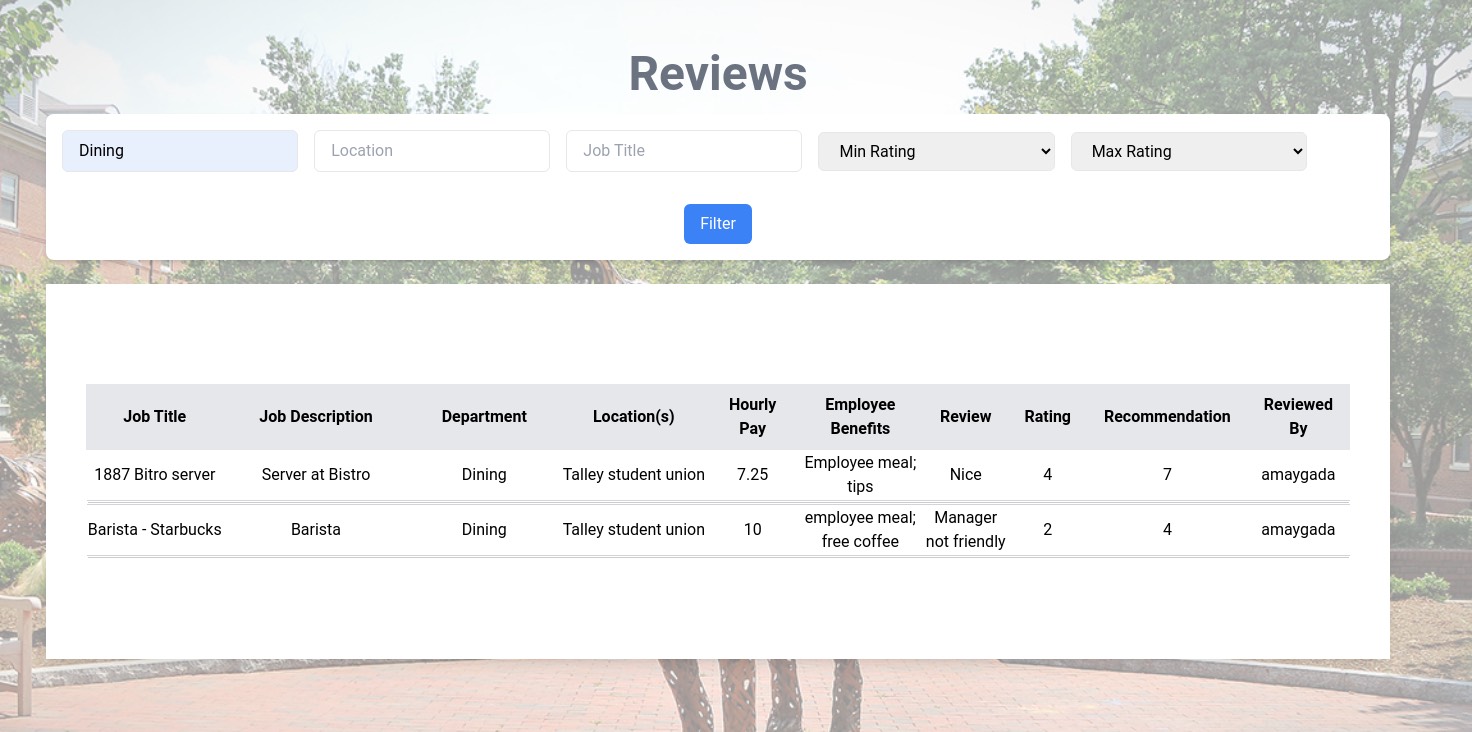 Reviews
Dining
Location
Job Title
Min Rating
Max Rating
Filter
Job Title Job Description Department Location(s) Hourly Pay Employee Benefits Review Rating Recommendation Reviewed By
1887 Bitro server Server at Bistro Dining Talley student union 7.25 Employee meal; tips Nice 4 7 amaygada
Barista - Starbucks Barista Dining Talley student union 10 employee meal; free coffee Manager not friendly 2 4 amaygada